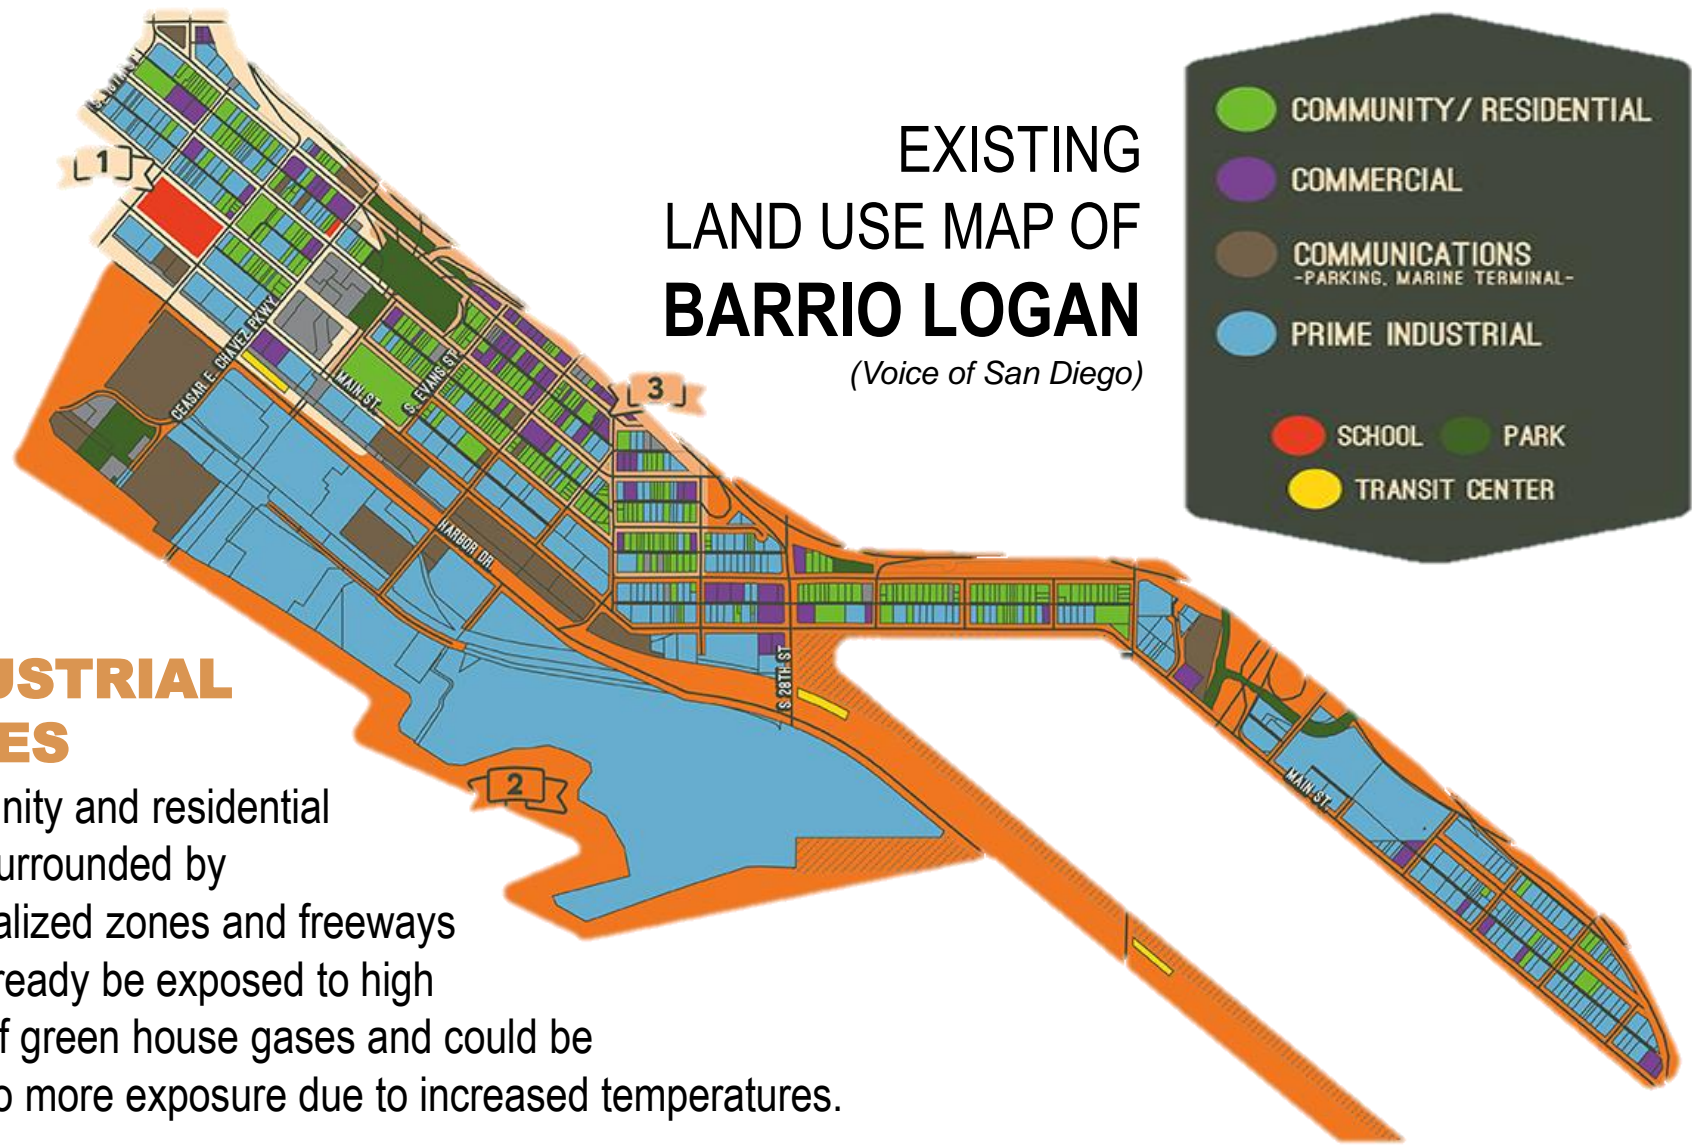 EXISTING
LAND USE MAP OF
BARRIO LOGAN
(Voice of San Diego)
COMMUNITY/ RESIDENTIAL
COMMERCIAL
COMMUNICATIONS
-PARKING, MARINE TERMINAL-
PRIME INDUSTRIAL
SCHOOL
PARK
TRANSIT CENTER
1
CEASAR E. CHAVEZ PKWY
MAIN ST.
S. EVANS ST
3
HARBOR DR.
S 28TH ST
2
MAIN ST.
USTRIAL
ES
nity and residential
urrounded by
alized zones and freeways
ready be exposed to high
f green house gases and could be
o more exposure due to increased temperatures.